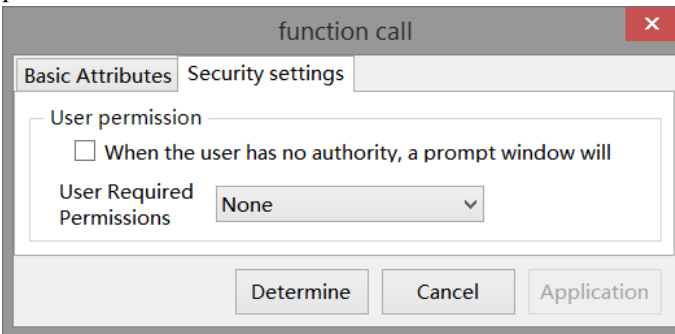 function call
Basic Attributes Security settings
User permission
When the user has no authority, a prompt window will
User Required
Permissions
None
Determine Cancel Application